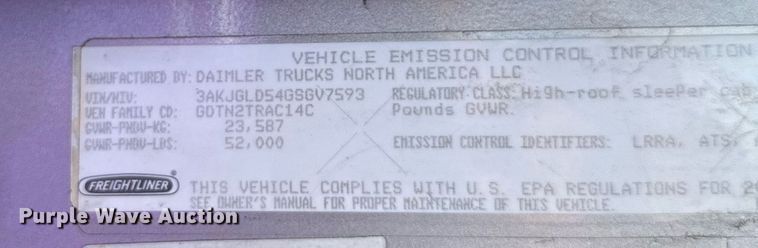 VEHICLE EMISSION CONTROL INFORMATION
MANUFACTURED BY: DAIMLER TRUCKS NORTH AMERICA LLC
VIN/NIV: 3AKJGLD54GSGV7593 REGULATORY CLASS: High-roof sleeper cab
VEH FAMILY CD: GDTN2TRAC14C Pounds GVWR.
GVWR-PNBV-KG: 23,587
GVWR-PNBV-LBS: 52,000 EMISSION CONTROL IDENTIFIERS: LRRA, ATS,
FREIGHTLINER THIS VEHICLE COMPLIES WITH U.S. EPA REGULATIONS FOR 2
SEE OWNER'S MANUAL FOR PROPER MAINTENANCE OF THIS VEHICLE.
Purple Wave Auction